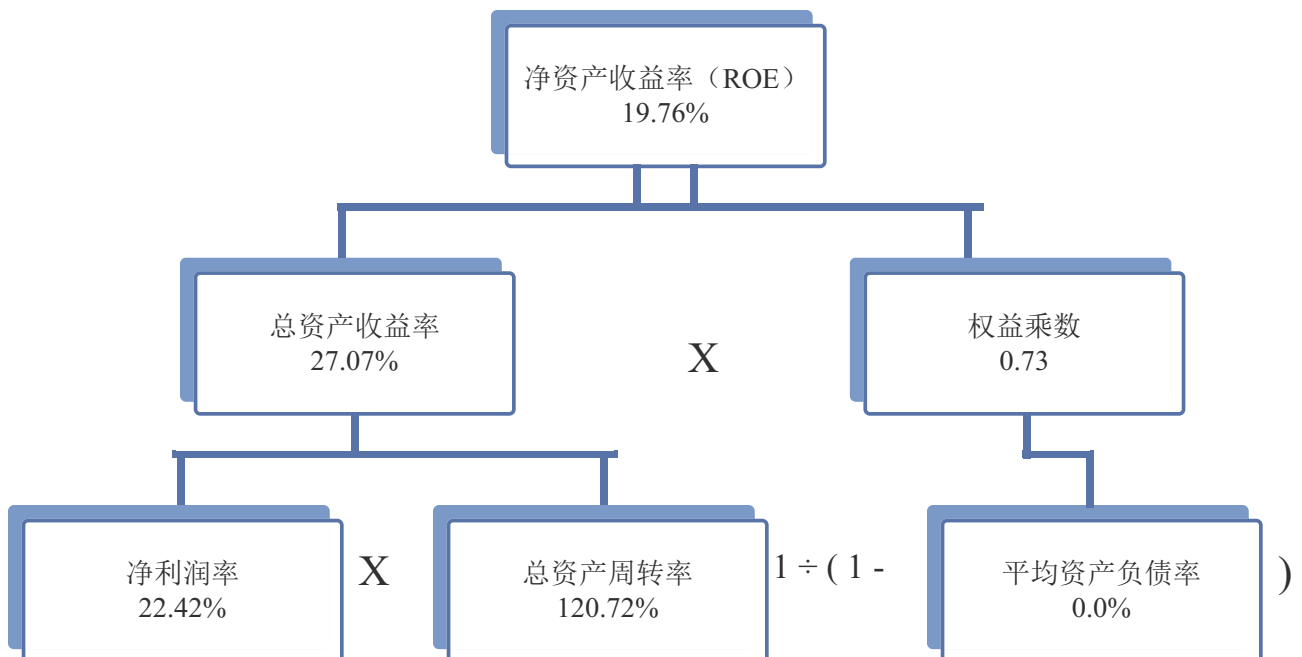 净资产收益率（ROE）
19.76%
总资产收益率
27.07%
X
权益乘数
0.73
净利润率
22.42%
X
总资产周转率
120.72%
1 ÷ ( 1 -
平均资产负债率
0.0%
)